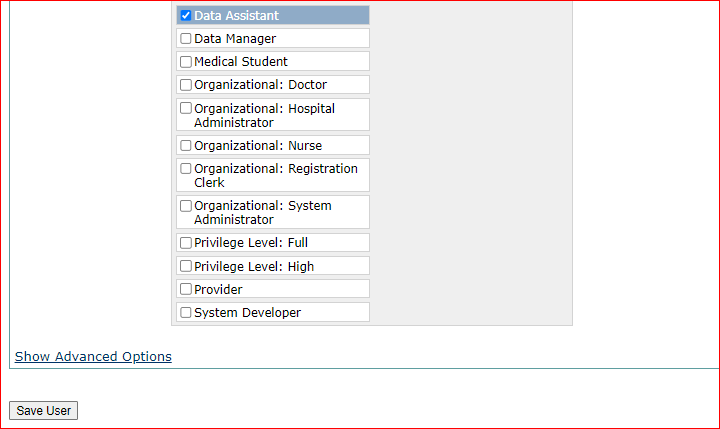 Data Assistant
Data Manager
Medical Student
Organizational: Doctor
Organizational: Hospital
Administrator
Organizational: Nurse
Organizational: Registration
Clerk
Organizational: System
Administrator
Privilege Level: Full
Privilege Level: High
Provider
System Developer
Show Advanced Options
Save User